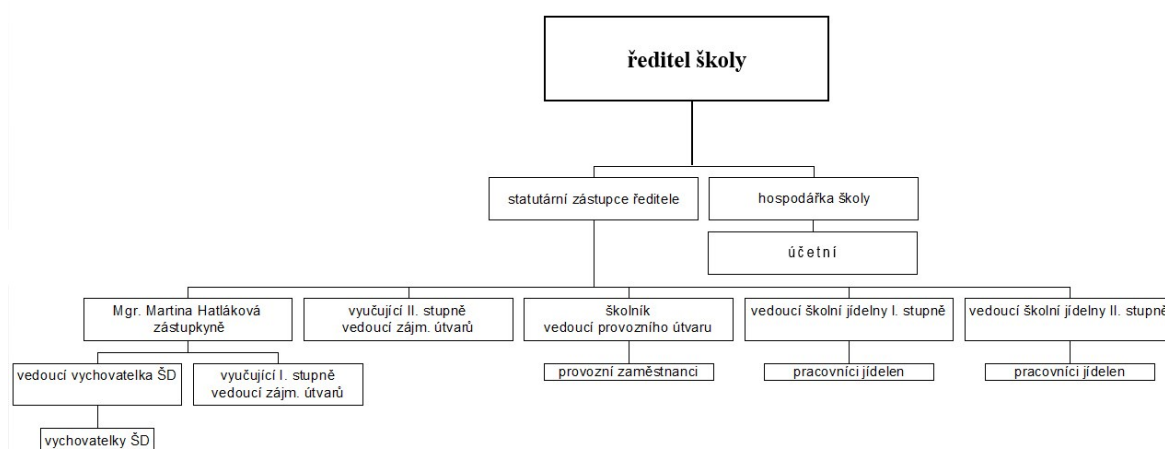 ředitel školy
statutární zástupce ředitele
hospodářka školy
účetní
Mgr. Martina Hatláková
zástupkyně
vyučující II. stupně
vedoucí zájm. útvarů
školník
vedoucí provozního útvaru
vedoucí školní jídelny I. stupně
vedoucí školní jídelny II. stupně
vedoucí vychovatelka ŠD
vyučující I. stupně
vedoucí zájm. útvarů
provozní zaměstnanci
pracovníci jídelen
pracovníci jídelen
vychovatelky ŠD